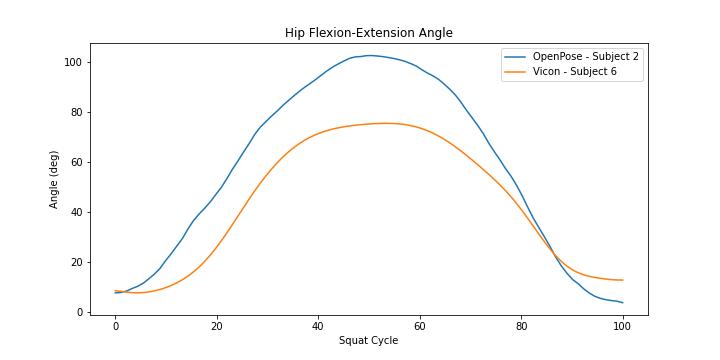 Hip Flexion-Extension Angle
OpenPose - Subject 2
Vicon - Subject 6
Angle (deg)
100
80
60
40
20
0
0 20 40 60 80 100
Squat Cycle